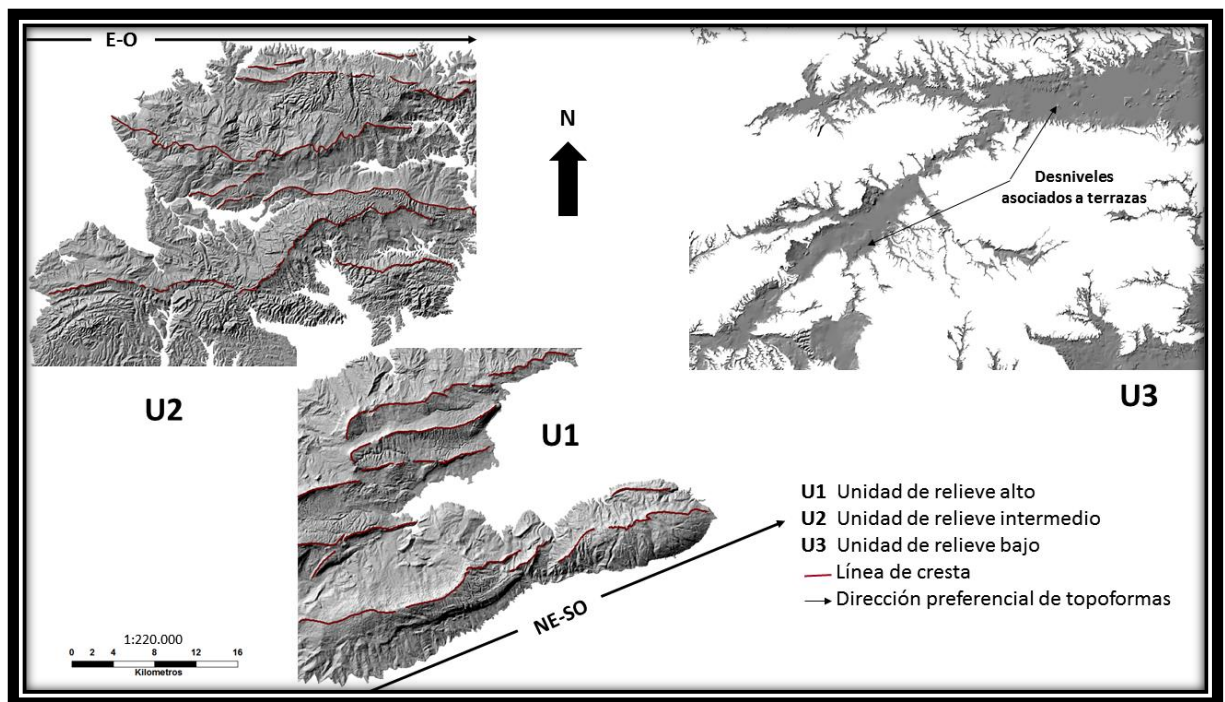 E-O
N
Desniveles
asociados a terrazas
U2
U3
U1
U1 Unidad de relieve alto
U2 Unidad de relieve intermedio
U3 Unidad de relieve bajo
Línea de cresta
Dirección preferencial de topoformas
NE-SO
1:220.000
0 2 4 8 12 16
Kilometros